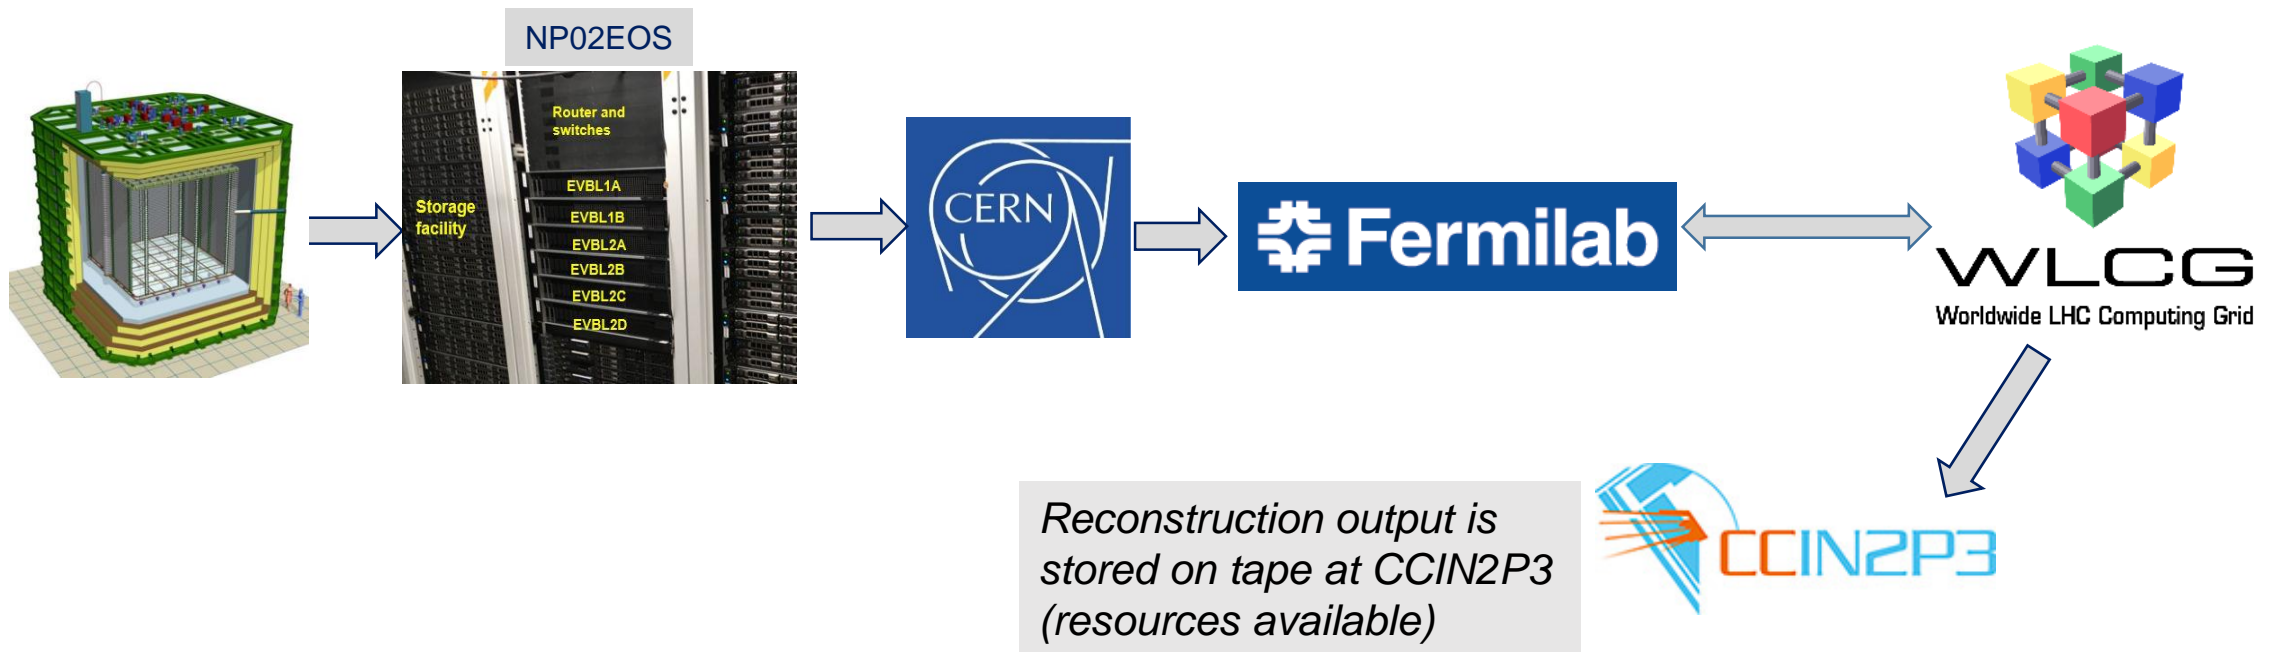 NP02EOS
Router and
switches
Storage
facility
EVBL1A
EVBL1B
EVBL2A
EVBL2B
EVBL2C
EVBL2D
CERN
Fermilab
WLCG
Worldwide LHC Computing Grid
CCIN2P3
Reconstruction output is
stored on tape at CCIN2P3
(resources available)